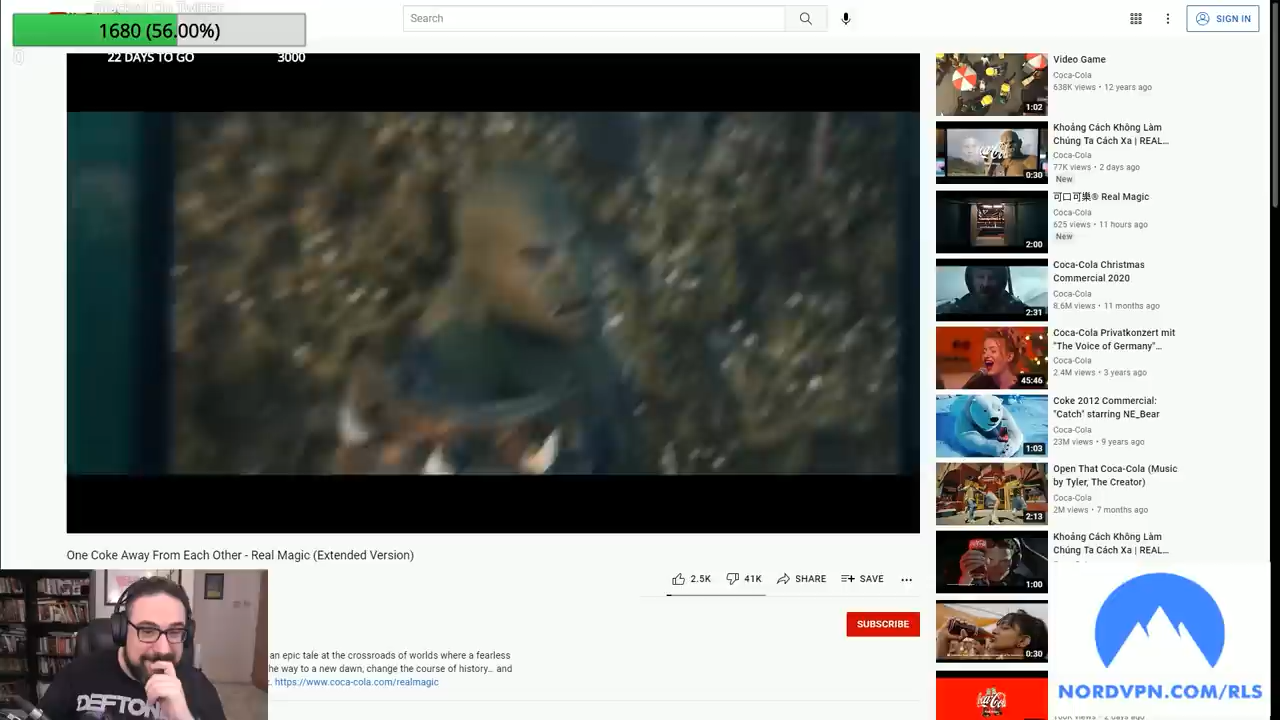 1680 (56.00%)
0
22 DAYS TO GO
3000
Search
SIGN IN
One Coke Away From Each Other - Real Magic (Extended Version)
2.5K
41K
SHARE
SAVE
SUBSCRIBE
an epic tale at the crossroads of worlds where a fearless
he way to a new dawn, change the course of history... and
https://www.coca-cola.com/realmagic
DEFTON
1:02
Video Game
Coca-Cola
638K views • 12 years ago
0:30
Khoảng Cách Không Làm
Chúng Ta Cách Xa | REAL...
Coca-Cola
77K views • 2 days ago
New
2:00
可口可樂® Real Magic
Coca-Cola
625 views • 11 hours ago
New
2:31
Coca-Cola Christmas
Commercial 2020
Coca-Cola
8.6M views • 11 months ago
45:46
Coca-Cola Privatkonzert mit
"The Voice of Germany"...
Coca-Cola
2.4M views • 3 years ago
1:03
Coke 2012 Commercial:
"Catch" starring NE_Bear
Coca-Cola
23M views • 9 years ago
2:13
Open That Coca-Cola (Music
by Tyler, The Creator)
Coca-Cola
2M views • 7 months ago
1:00
Khoảng Cách Không Làm
Chúng Ta Cách Xa | REAL...
0:30
NORDVPN.COM/RLS